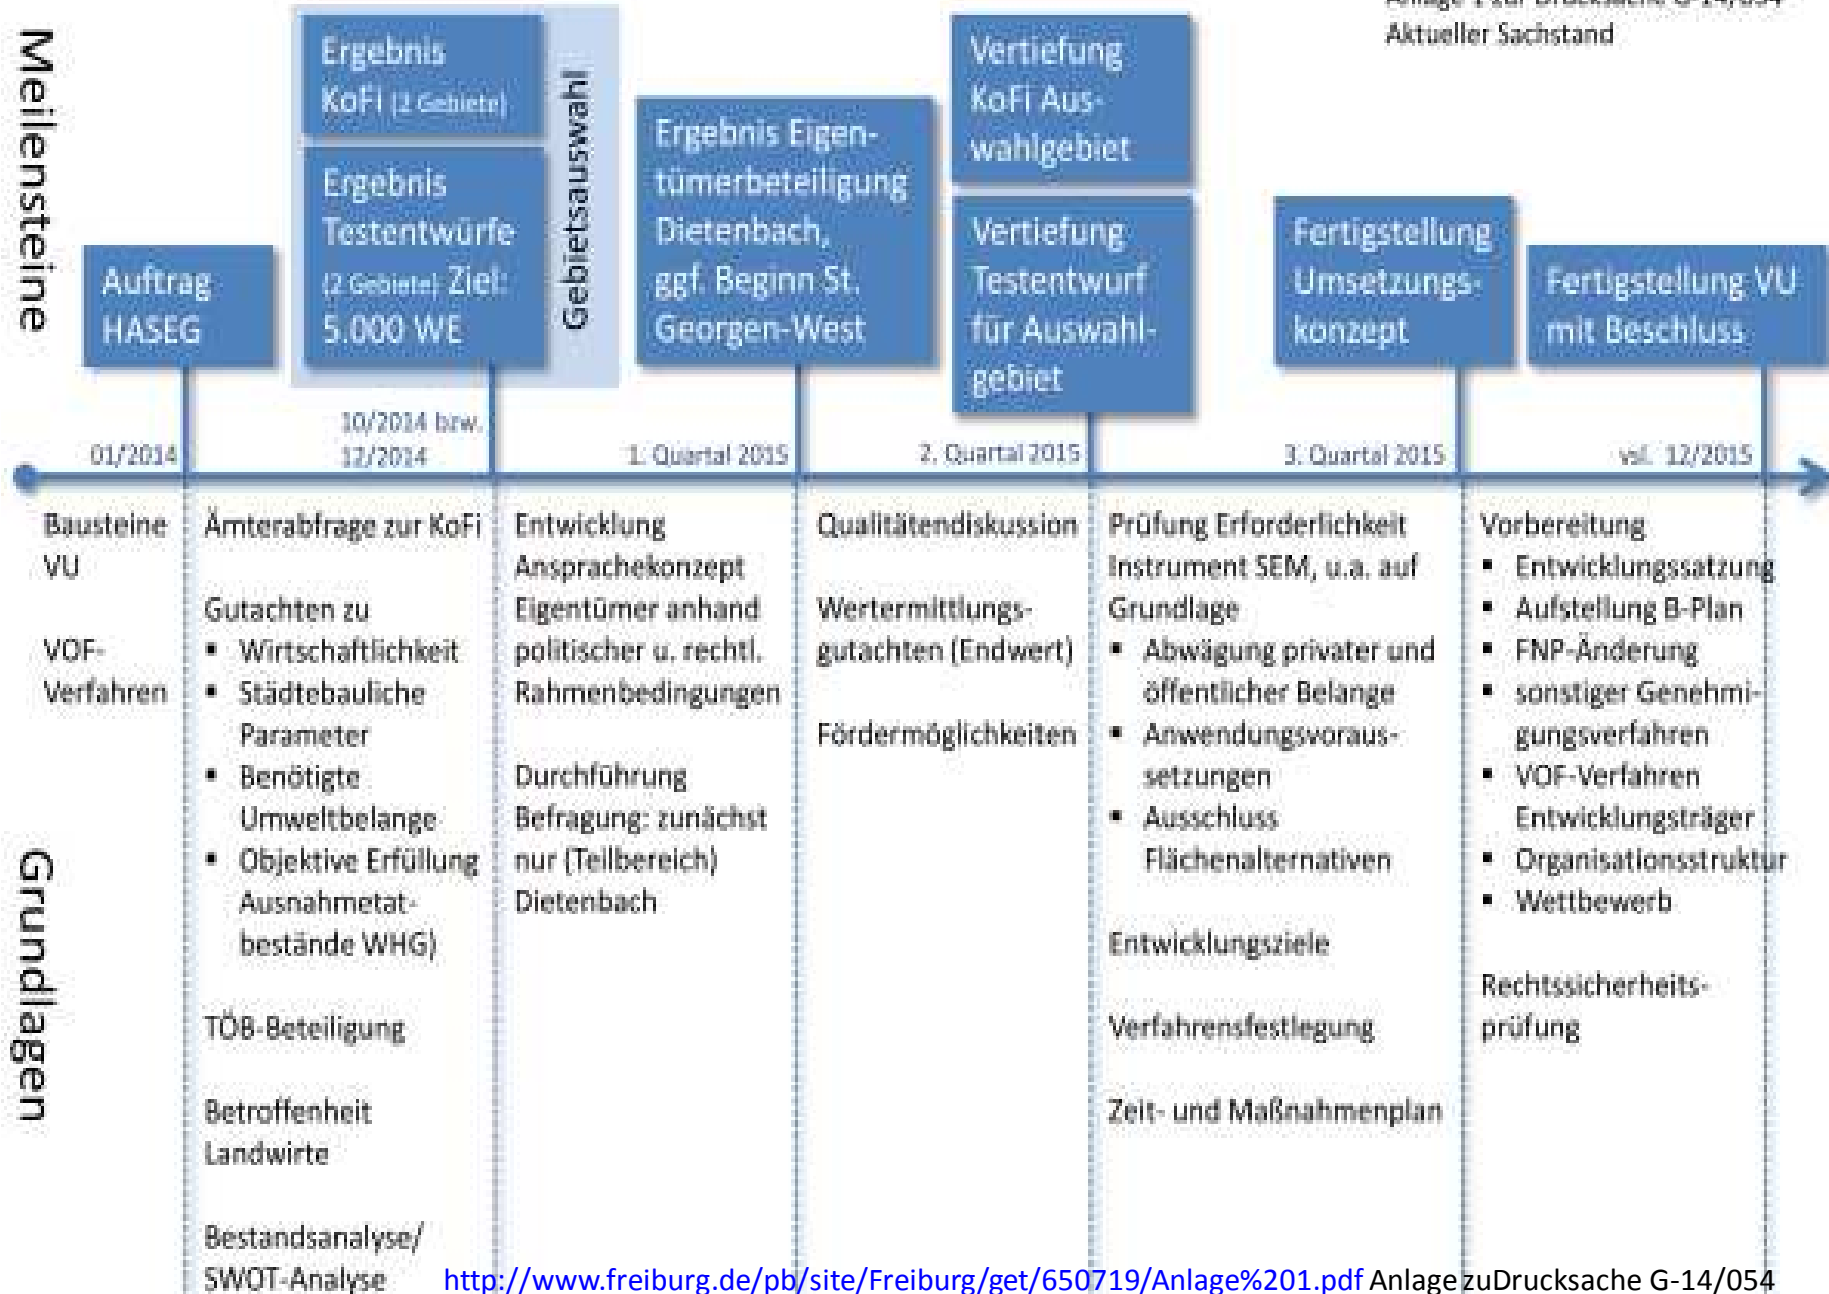 Anlage 1 zur Drucksache G-14/054
Aktueller Sachstand
Meilensteine
Auftrag
HASEG
Ergebnis
KoFi (2 Gebiete)
Ergebnis
Testentwürfe
(2 Gebiete) Ziel:
5.000 WE
Gebietsauswahl
Ergebnis Eigen-
tümerbeteiligung
Dietenbach,
ggf. Beginn St.
Georgen-West
Vertiefung
KoFi Aus-
wahlgebiet
Vertiefung
Testentwurf
für Auswahl-
gebiet
Fertigstellung
Umsetzungs-
konzept
Fertigstellung VU
mit Beschluss
01/2014
10/2014 bzw.
12/2014
1. Quartal 2015
2. Quartal 2015
3. Quartal 2015
vsl. 12/2015
Grundlagen
Bausteine
VU
VOF-
Verfahren
Ämterabfrage zur KoFi
Gutachten zu
▪ Wirtschaftlichkeit
▪ Städtebauliche
Parameter
▪ Benötigte
Umweltbelange
▪ Objektive Erfüllung
Ausnahmetat-
bestände WHG)
TÖB-Beteiligung
Betroffenheit
Landwirte
Bestandsanalyse/
SWOT-Analyse
Entwicklung
Ansprachekonzept
Eigentümer anhand
politischer u. rechtl.
Rahmenbedingungen
Durchführung
Befragung: zunächst
nur (Teilbereich)
Dietenbach
Qualitätendiskussion
Wertermittlungs-
gutachten (Endwert)
Fördermöglichkeiten
Prüfung Erforderlichkeit
Instrument SEM, u.a. auf
Grundlage
▪ Abwägung privater und
öffentlicher Belange
▪ Anwendungsvoraus-
setzungen
▪ Ausschluss
Flächenalternativen
Entwicklungsziele
Verfahrensfestlegung
Zeit- und Maßnahmenplan
Vorbereitung
▪ Entwicklungssatzung
▪ Aufstellung B-Plan
▪ FNP-Änderung
▪ sonstiger Genehmi-
gungsverfahren
▪ VOF-Verfahren
Entwicklungsträger
▪ Organisationsstruktur
▪ Wettbewerb
Rechtssicherheits-
prüfung
http://www.freiburg.de/pb/site/Freiburg/get/650719/Anlage%201.pdf Anlage zuDrucksache G-14/054